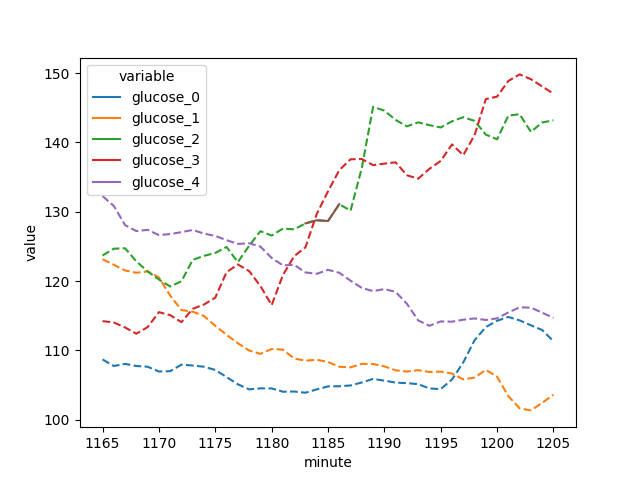 variable
glucose_0
glucose_1
glucose_2
glucose_3
glucose_4
150
140
130
120
110
100
value
1165 1170 1175 1180 1185 1190 1195 1200 1205
minute